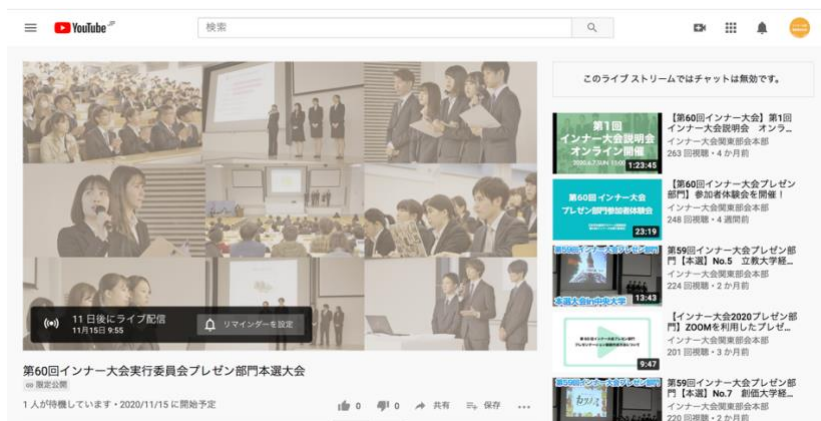 YouTube JP
検索
このライブ ストリームではチャットは無効です。
11 日後にライブ配信
11月15日 9:55
リマインダーを設定
第60回インナー大会実行委員会プレゼン部門本選大会
限定公開
1 人が待機しています・2020/11/15 に開始予定
0
0
共有
保存
第1回
インナー大会説明会
オンライン開催
1:23:45
【第60回インナー大会】第1回
インナー大会説明会 オンラ...
インナー大会関東部会本部
263 回視聴・4 か月前
第60回インナー大会
プレゼン部門参加者体験会
23:19
【第60回インナー大会プレゼン
部門】参加者体験会を開催！
インナー大会関東部会本部
248 回視聴・4 週間前
本選大会in中央大学
13:43
第59回インナー大会プレゼン部
門【本選】No.5 立教大学経...
インナー大会関東部会本部
224 回視聴・2 か月前
9:47
【インナー大会2020プレゼン部
門】ZOOMを利用したプレゼ...
インナー大会関東部会本部
201 回視聴・3 か月前
第59回インナー大会プレゼン部
門【本選】No.7 創価大学経...
インナー大会関東部会本部
220 回視聴・2 か月前